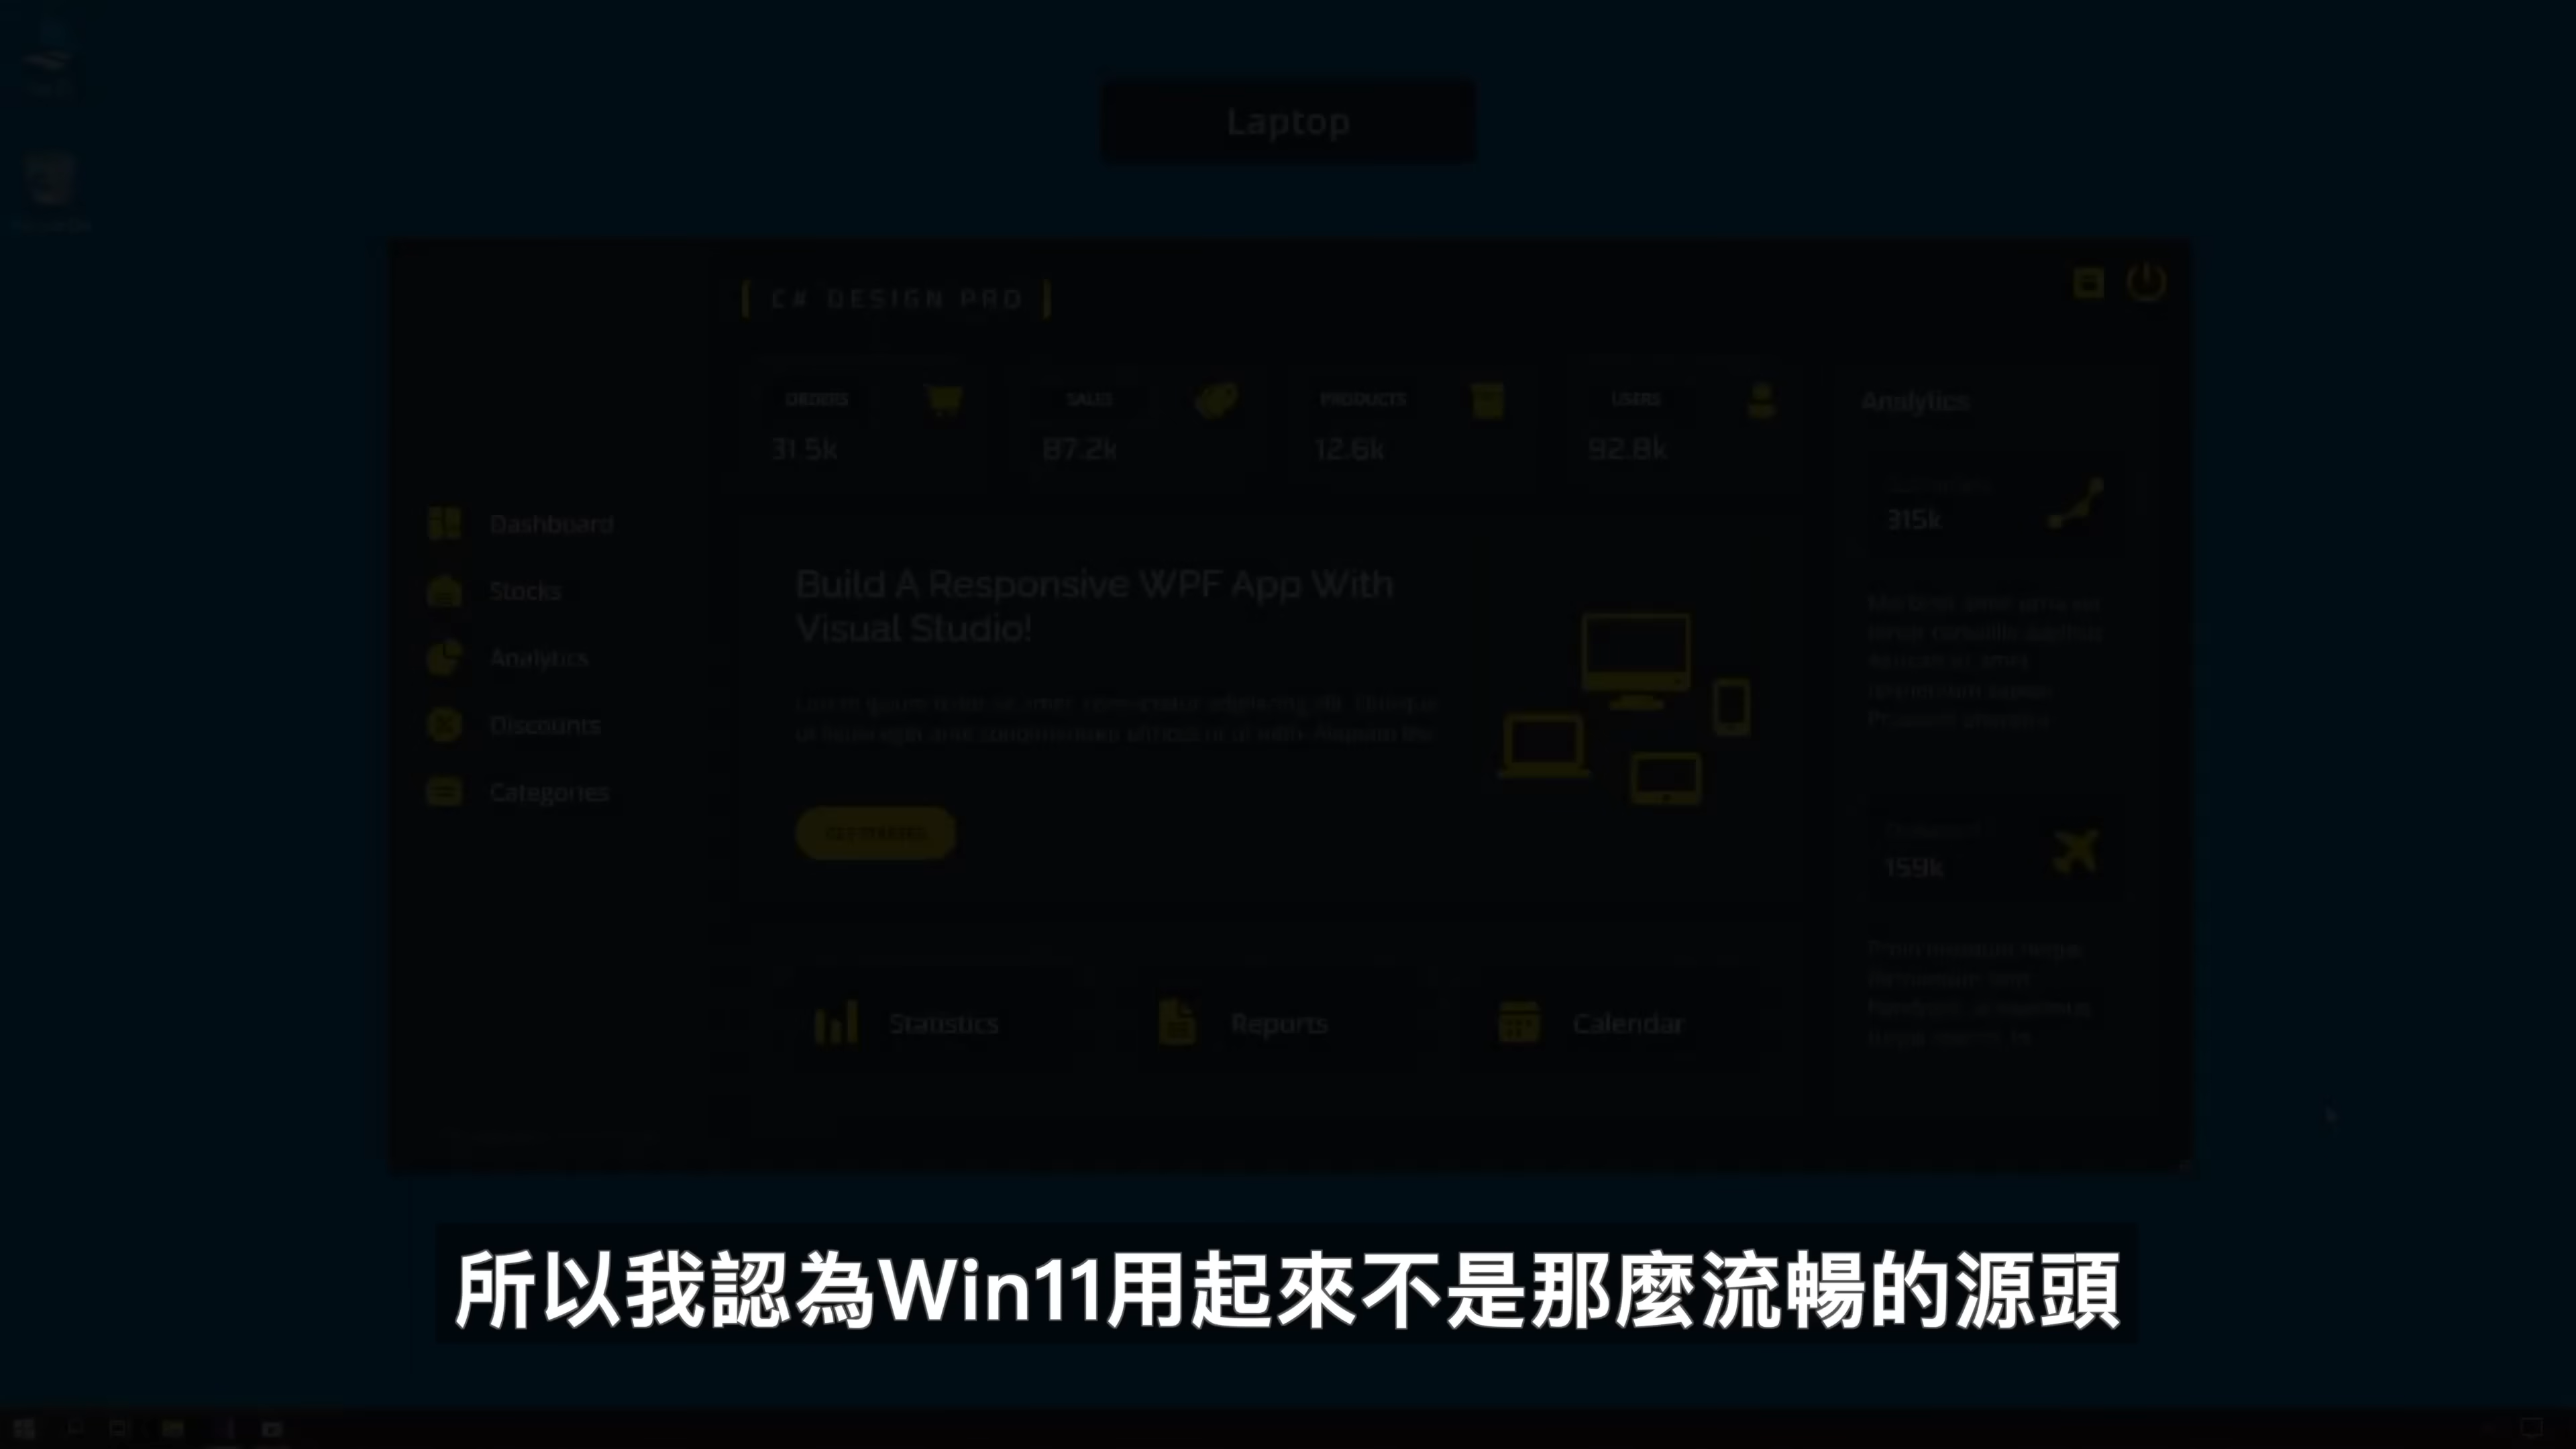 Laptop
C# DESIGN PRO
ORDERS
31.5k
SALES
87.2k
PRODUCTS
12.6k
USERS
92.8k
Analytics
315k
Dashboard
Stocks
Analytics
Discounts
Categories
Build A Responsive WPF App With
Visual Studio!
GET STARTED
159k
Statistics
Reports
Calendar
所以我認為Win11用起來不是那麼流暢的源頭